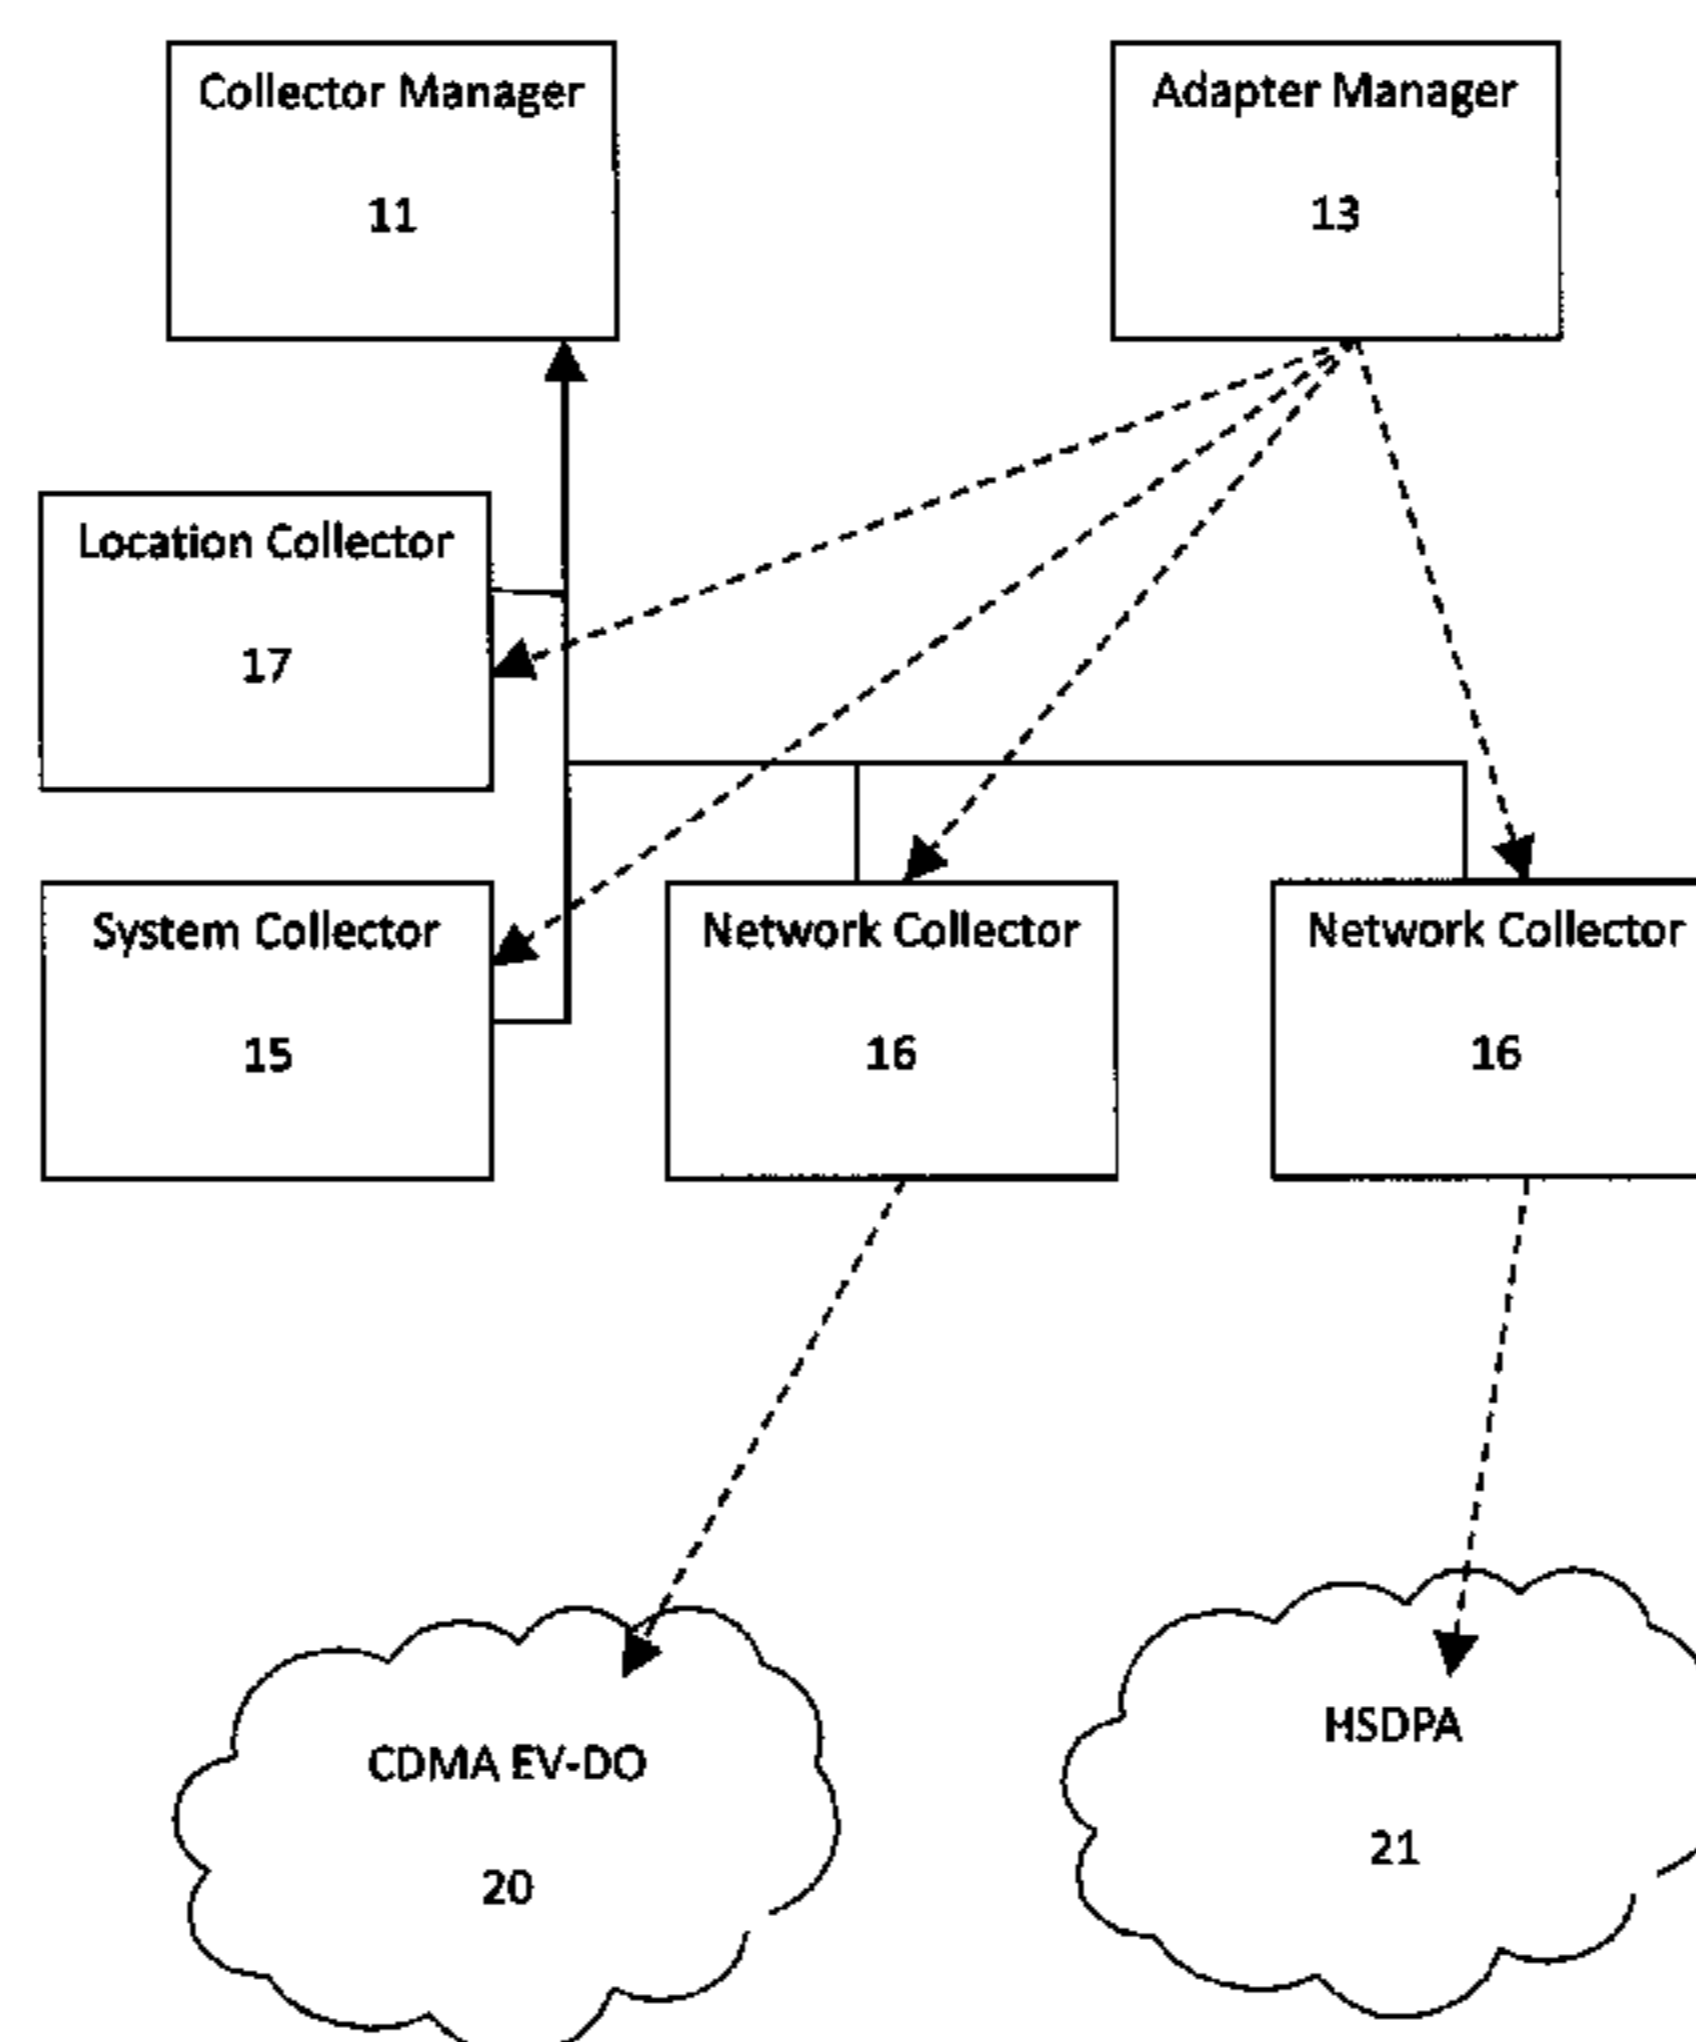 Collector Manager
11
Adapter Manager
13
Location Collector
17
System Collector
15
Network Collector
16
Network Collector
16
CDMA EV-DO
20
HSDPA
21